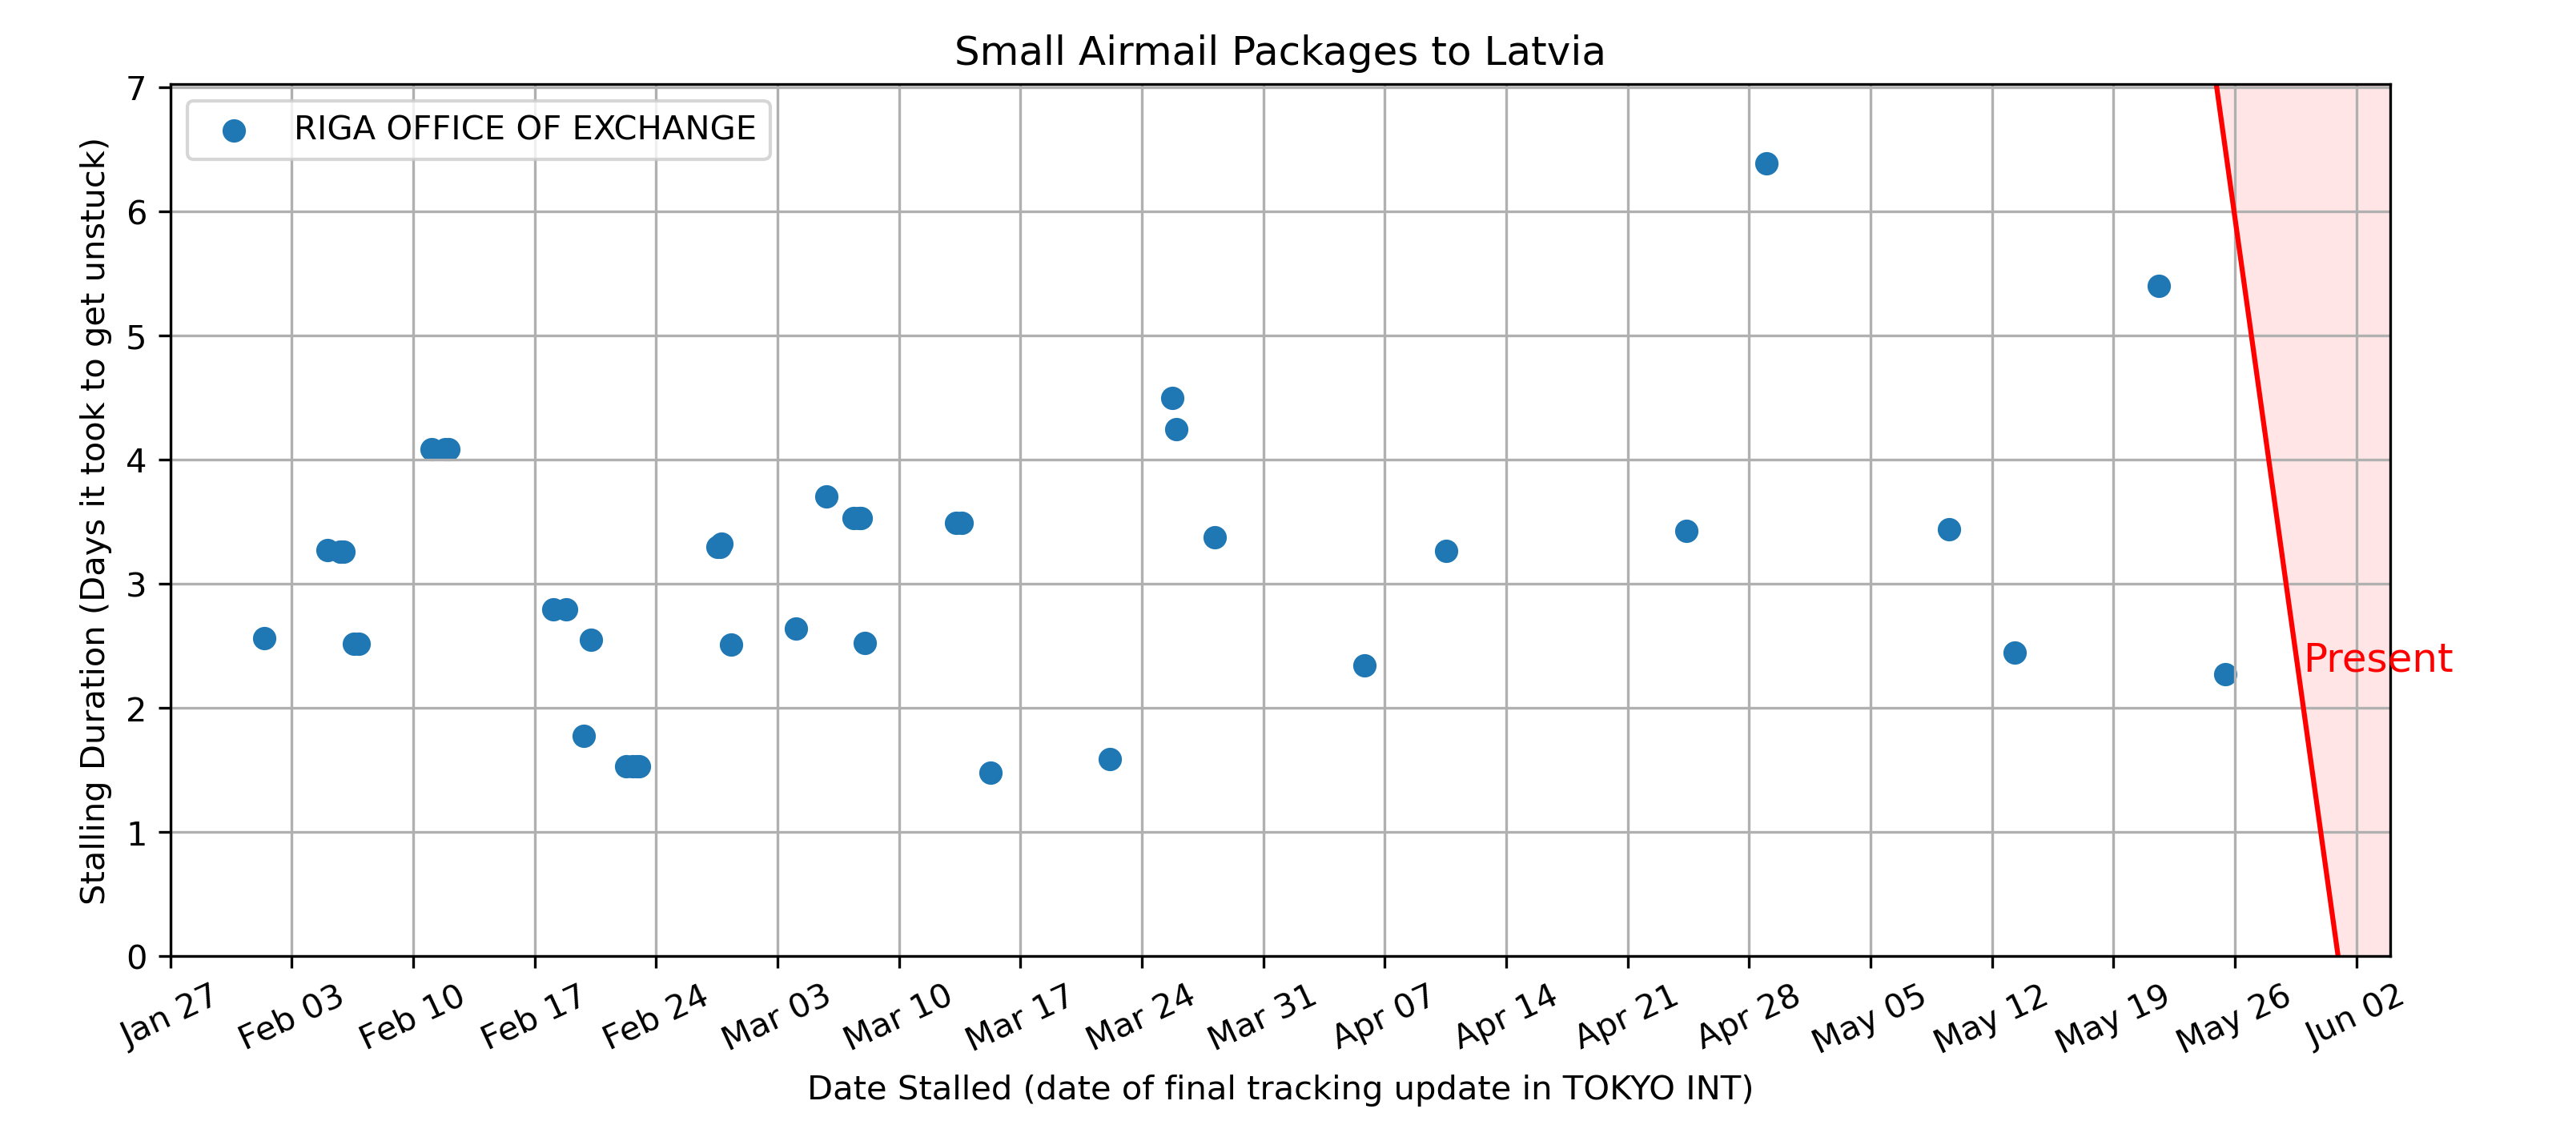 Small Airmail Packages to Latvia
RIGA OFFICE OF EXCHANGE
Stalling Duration (Days it took to get unstuck)
7
6
5
4
3
2
1
0
Present
Jan 27
Feb 03
Feb 10
Feb 17
Feb 24
Mar 03
Mar 10
Mar 17
Mar 24
Mar 31
Apr 07
Apr 14
Apr 21
Apr 28
May 05
May 12
May 19
May 26
Jun 02
Date Stalled (date of final tracking update in TOKYO INT)